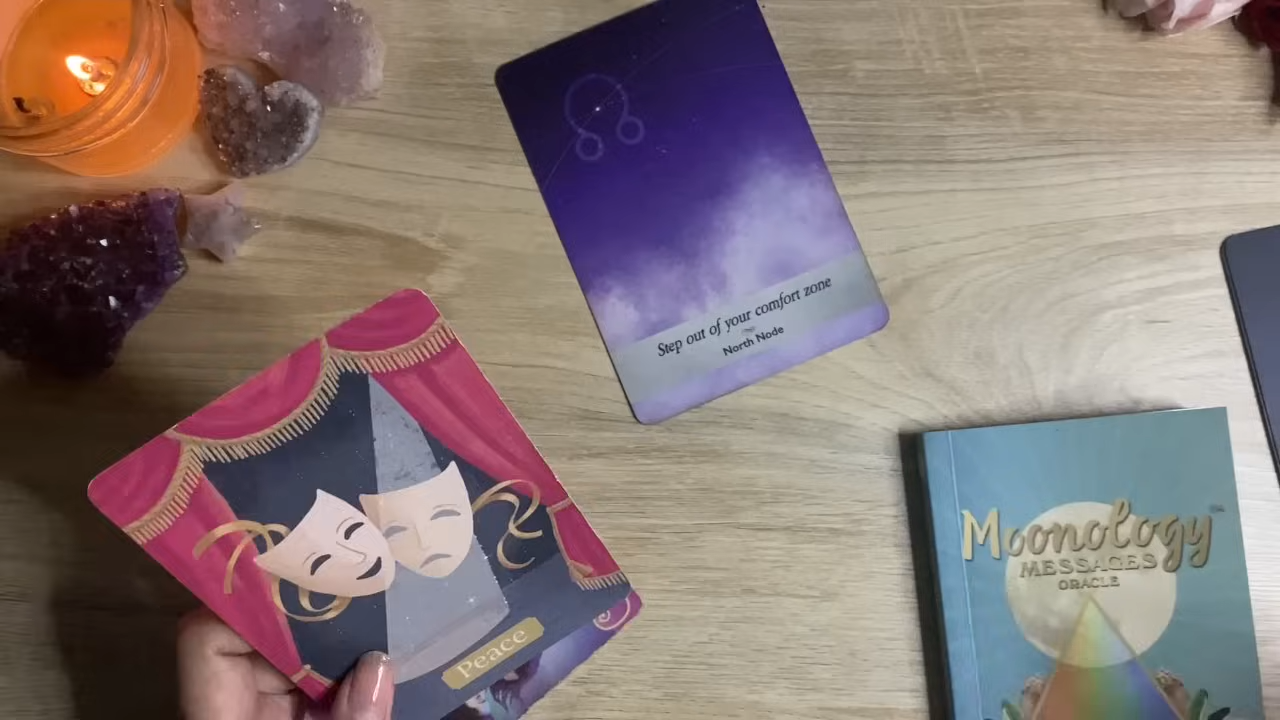 Step out of your comfort zone
North Node
Peace
Moonology
MESSAGES
ORACLE